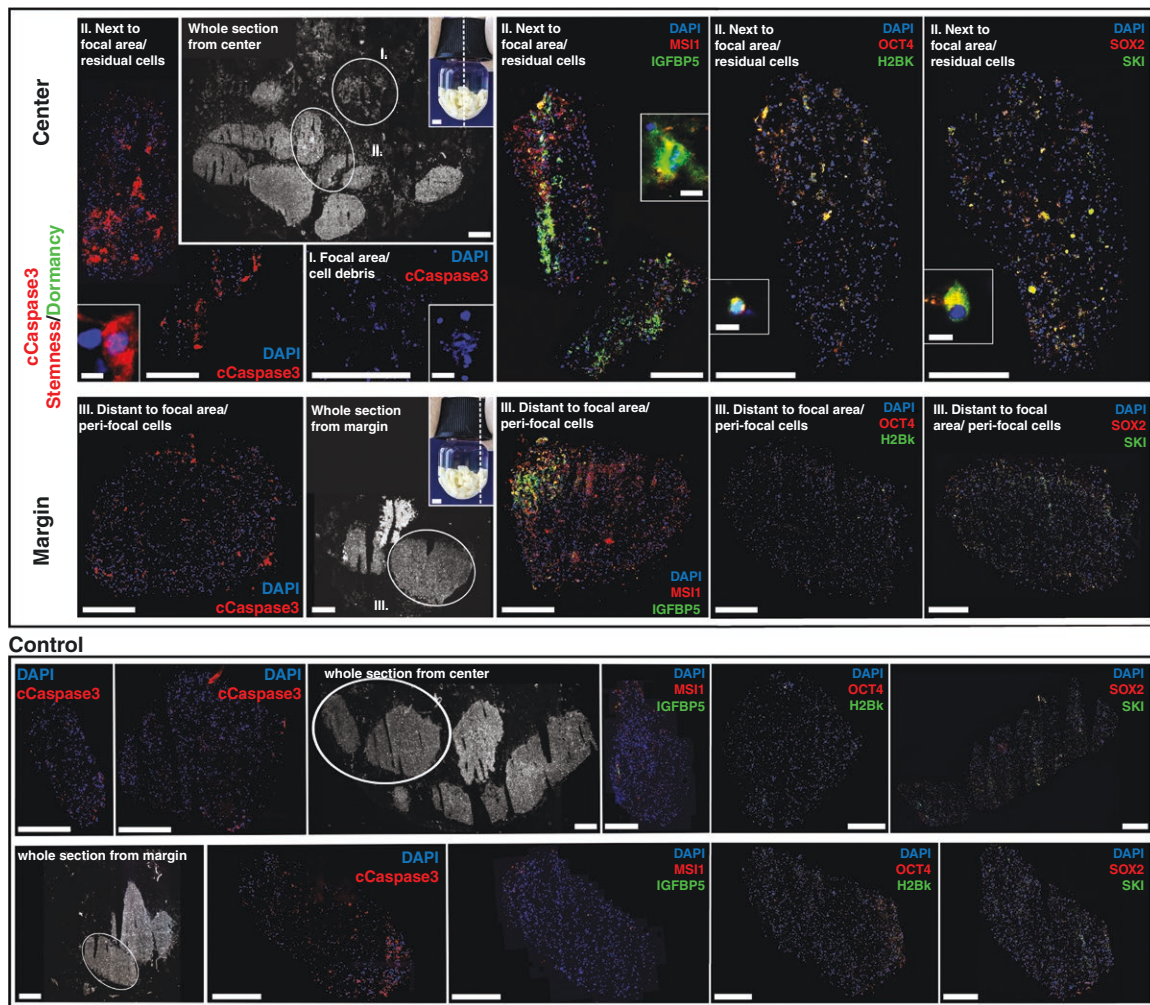 Center
cCaspase3
Stemness/Dormancy
Margin
II. Next to
focal area/
residual cells
DAPI
cCaspase3
Whole section
from center
I.
II.
I. Focal area/
cell debris
DAPI
cCaspase3
II. Next to
focal area/
residual cells
DAPI
MSI1
IGFBP5
II. Next to
focal area/
residual cells
DAPI
OCT4
H2BK
II. Next to
focal area/
residual cells
DAPI
SOX2
SKI
III. Distant to focal area/
peri-focal cells
DAPI
cCaspase3
Whole section
from margin
III.
III. Distant to focal area/
peri-focal cells
DAPI
MSI1
IGFBP5
III. Distant to focal area/
peri-focal cells
DAPI
OCT4
H2Bk
III. Distant to focal
area/ peri-focal cells
DAPI
SOX2
SKI
Control
DAPI
cCaspase3
DAPI
cCaspase3
whole section from center
DAPI
MSI1
IGFBP5
DAPI
OCT4
H2Bk
DAPI
SOX2
SKI
whole section from margin
DAPI
cCaspase3
DAPI
MSI1
IGFBP5
DAPI
OCT4
H2Bk
DAPI
SOX2
SKI